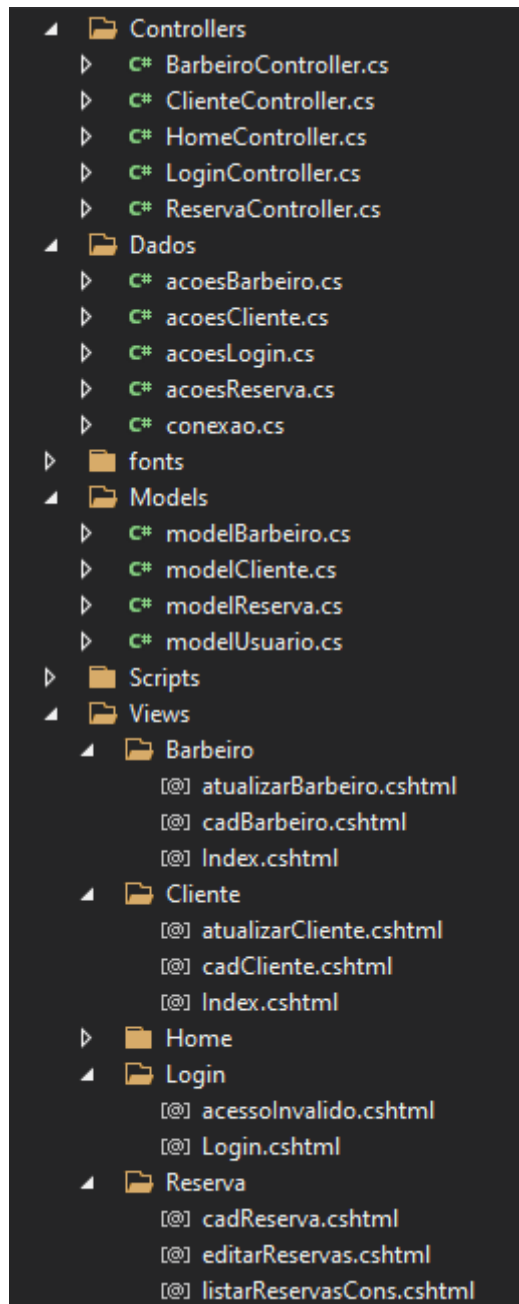 Controllers
C# BarbeiroController.cs
C# ClienteController.cs
C# HomeController.cs
C# LoginController.cs
C# ReservaController.cs
Dados
C# acoesBarbeiro.cs
C# acoesCliente.cs
C# acoesLogin.cs
C# acoesReserva.cs
C# conexao.cs
fonts
Models
C# modelBarbeiro.cs
C# modelCliente.cs
C# modelReserva.cs
C# modelUsuario.cs
Scripts
Views
Barbeiro
[@] atualizarBarbeiro.cshtml
[@] cadBarbeiro.cshtml
[@] Index.cshtml
Cliente
[@] atualizarCliente.cshtml
[@] cadCliente.cshtml
[@] Index.cshtml
Home
Login
[@] acessoInvalido.cshtml
[@] Login.cshtml
Reserva
[@] cadReserva.cshtml
[@] editarReservas.cshtml
[@] listarReservasCons.cshtml